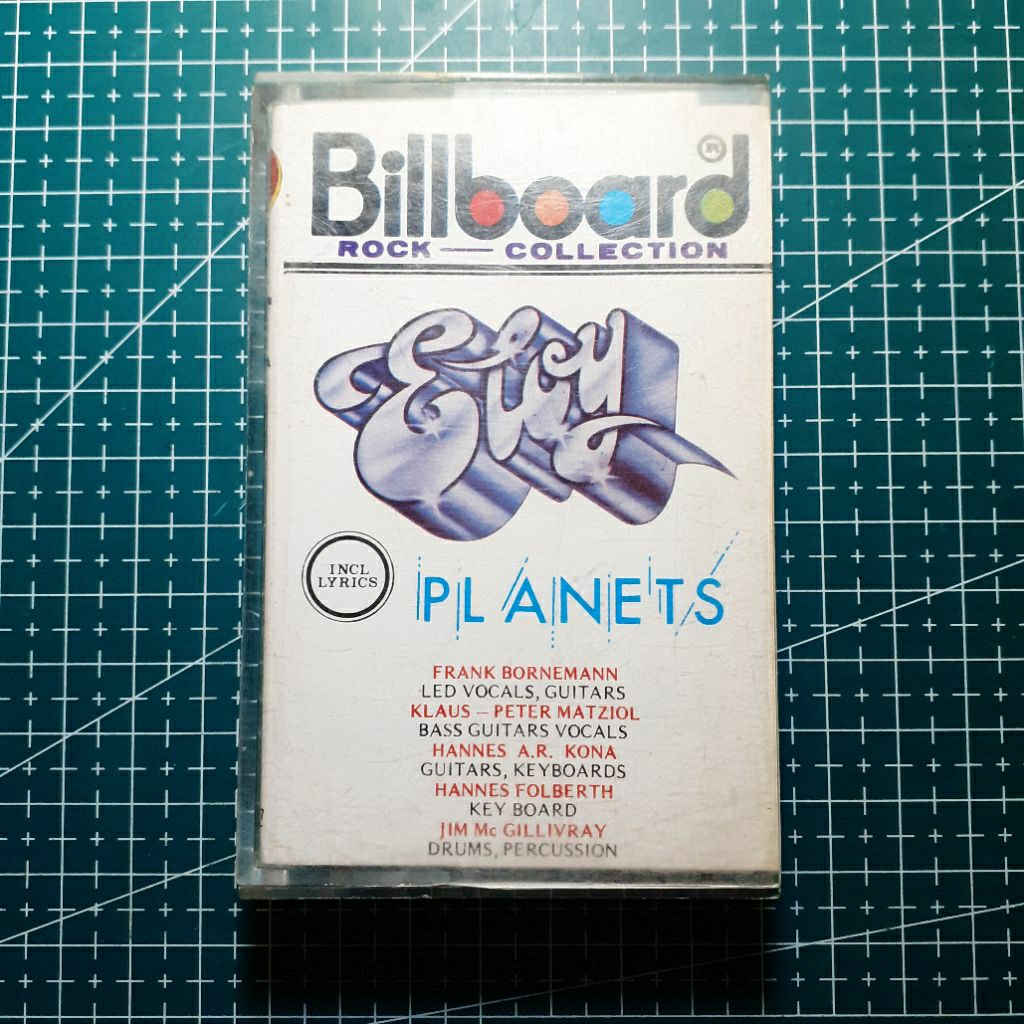 Billboard®
ROCK — COLLECTION
Eloy
INCL
LYRICS
PLANETS
FRANK BORNEMANN
LED VOCALS, GUITARS
KLAUS – PETER MATZIOL
BASS GUITARS VOCALS
HANNES A.R. KONA
GUITARS, KEYBOARDS
HANNES FOLBERTH
KEY BOARD
JIM Mc GILLIVRAY
DRUMS, PERCUSSION